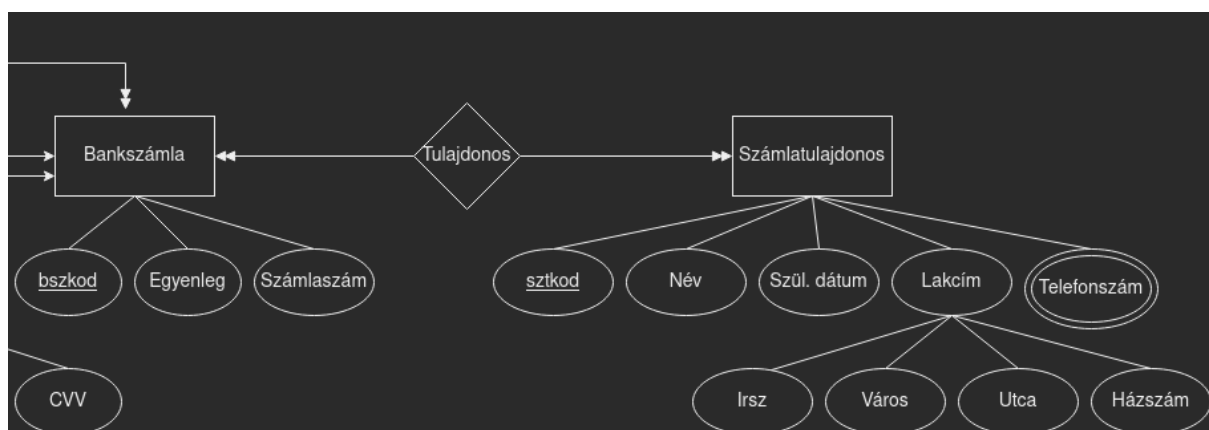 Bankszámla
Tulajdonos
Számlatulajdonos
bszkod
Egyenleg
Számlaszám
sztkod
Név
Szül. dátum
Lakcím
Telefonszám
CVV
Irsz
Város
Utca
Házszám